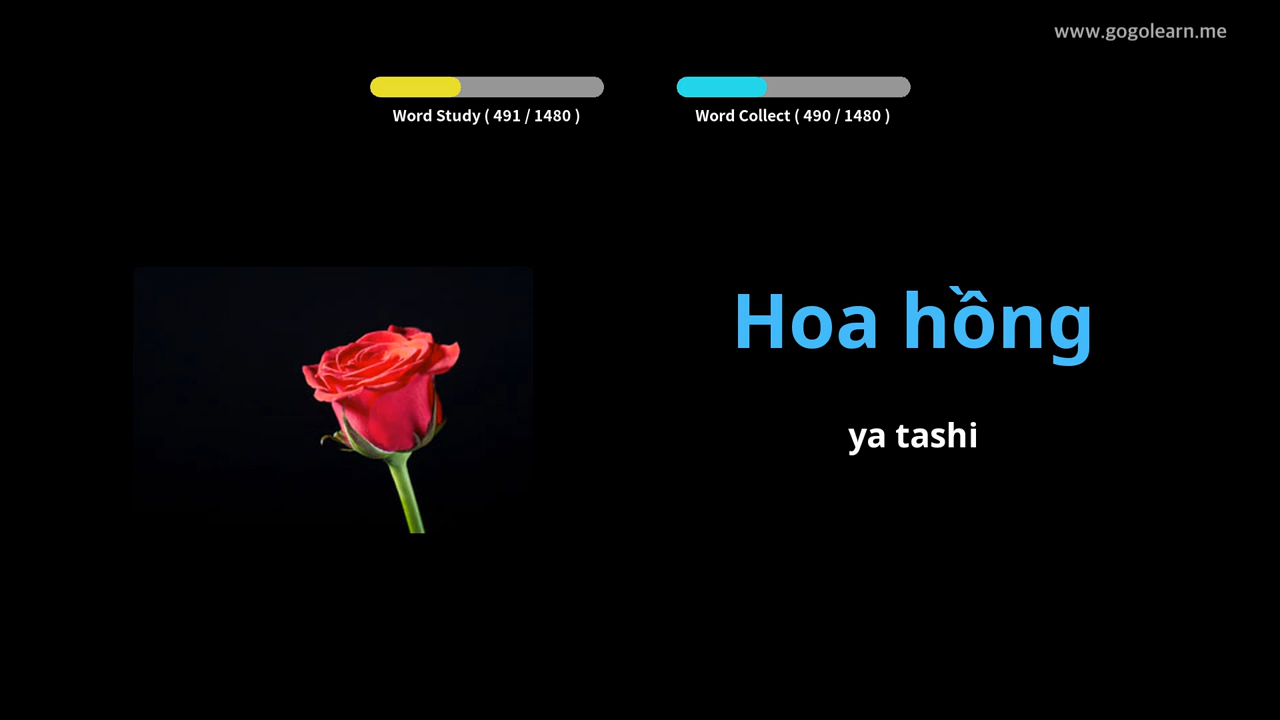 www.gogolearn.me
Word Study ( 491 / 1480 )
Word Collect ( 490 / 1480 )
Hoa hồng
ya tashi